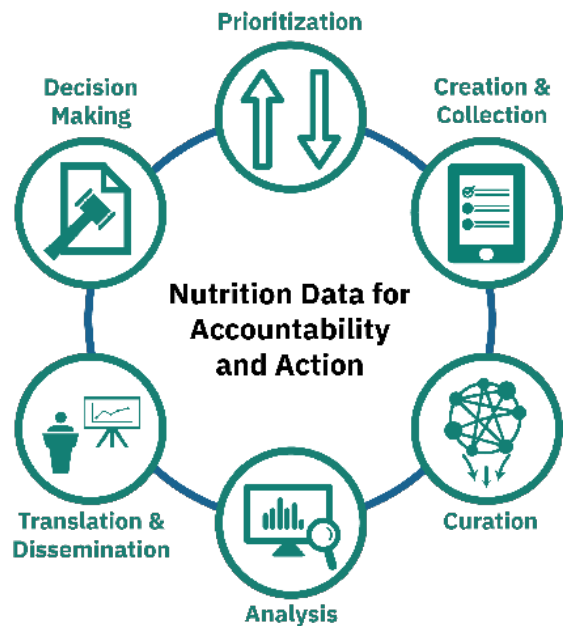 Prioritization
Creation &
Collection
Curation
Analysis
Translation &
Dissemination
Decision
Making
Nutrition Data for
Accountability
and Action